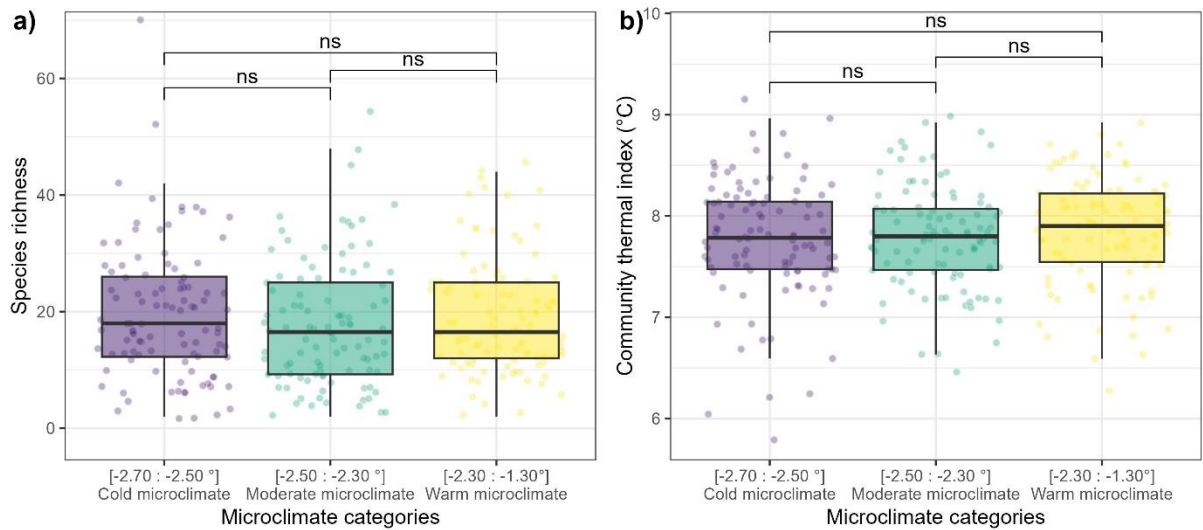 a)
Species richness
60
40
20
0
ns
ns
ns
[-2.70 : -2.50 °]
Cold microclimate
[-2.50 : -2.30 °]
Moderate microclimate
[-2.30 : -1.30°]
Warm microclimate
Microclimate categories
b)
Community thermal index (°C)
10
9
8
7
6
ns
ns
ns
[-2.70 : -2.50 °]
Cold microclimate
[-2.50 : -2.30 °]
Moderate microclimate
[-2.30 : -1.30°]
Warm microclimate
Microclimate categories